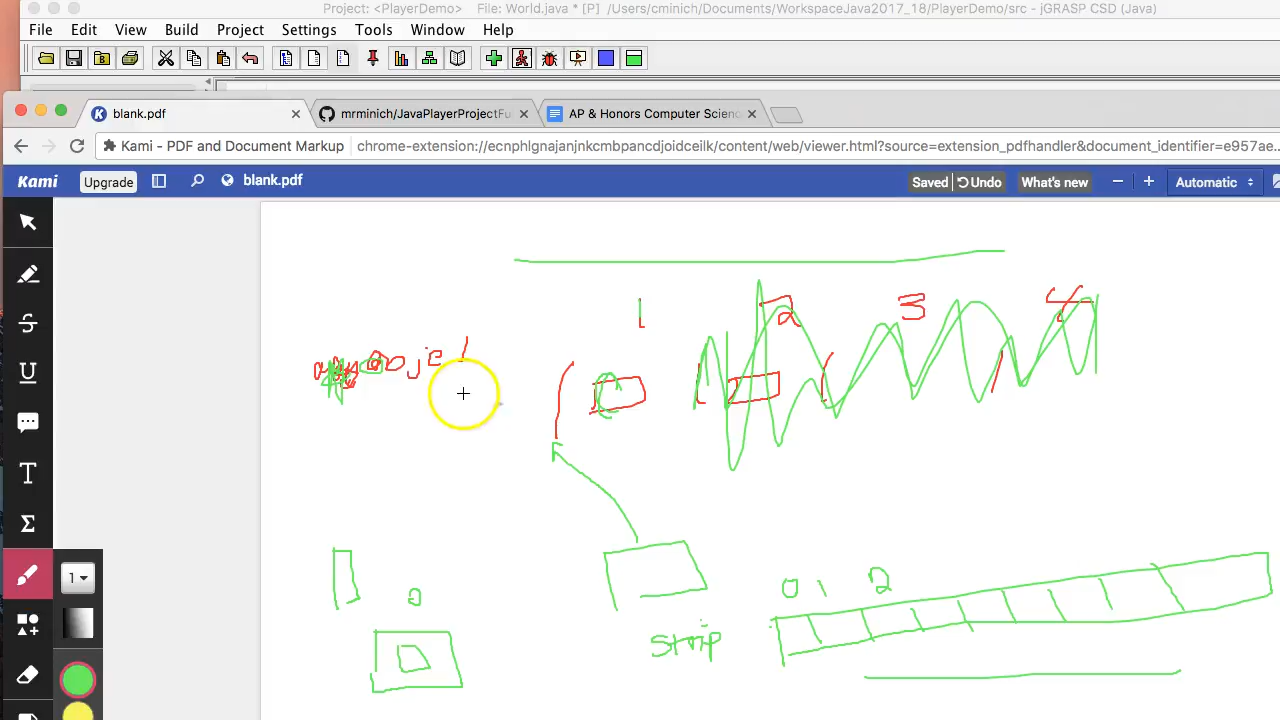 Project: <PlayerDemo> File: World.java * [P] /Users/cminich/Documents/WorkspaceJava2017_18/PlayerDemo/src - jGRASP CSD (Java)
File Edit View Build Project Settings Tools Window Help
blank.pdf mrminich/JavaPlayerProjectFu AP & Honors Computer Scienc
Kami - PDF and Document Markup chrome-extension://ecnphlgnajanjnkcmbpancdjoidceilk/content/web/viewer.html?source=extension_pdfhandler&document_identifier=e957ae...
Kami Upgrade blank.pdf Saved Undo What's new Automatic
1 2 3 4
0 1 2
strip
1